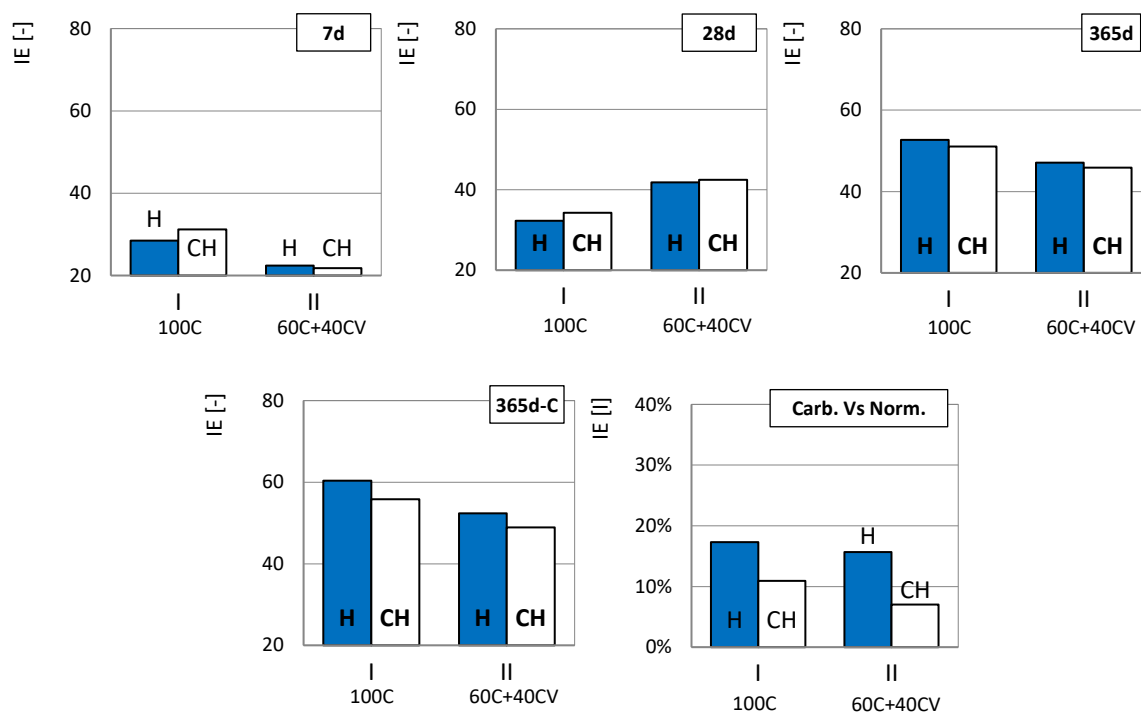 IE [-]
80
60
40
20
7d
H
CH
H
CH
I
II
100C
60C+40CV
IE [-]
80
60
40
20
28d
H
CH
H
CH
I
II
100C
60C+40CV
IE [-]
80
60
40
20
365d
H
CH
H
CH
I
II
100C
60C+40CV
IE [-]
80
60
40
20
365d-C
H
CH
H
CH
I
II
100C
60C+40CV
IE [I]
40%
30%
20%
10%
0%
Carb. Vs Norm.
H
CH
H
CH
I
II
100C
60C+40CV